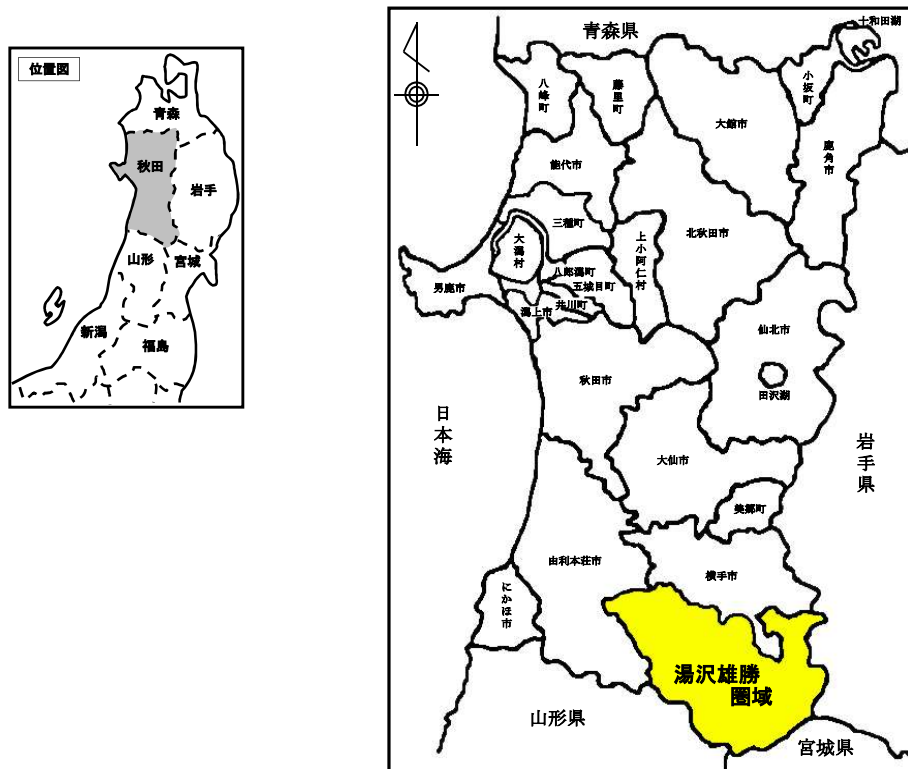 位置図
青森
秋田
岩手
山形
宮城
新潟
福島
青森県
十和田湖
八峰町
藤里町
小坂町
大館市
鹿角市
能代市
三種町
北秋田市
上小阿仁村
大潟村
八郎潟町
五城目町
男鹿市
井川町
潟上市
仙北市
秋田市
田沢湖
日本海
岩手県
大仙市
美郷町
由利本荘市
横手市
にかほ市
湯沢雄勝
圏域
山形県
宮城県